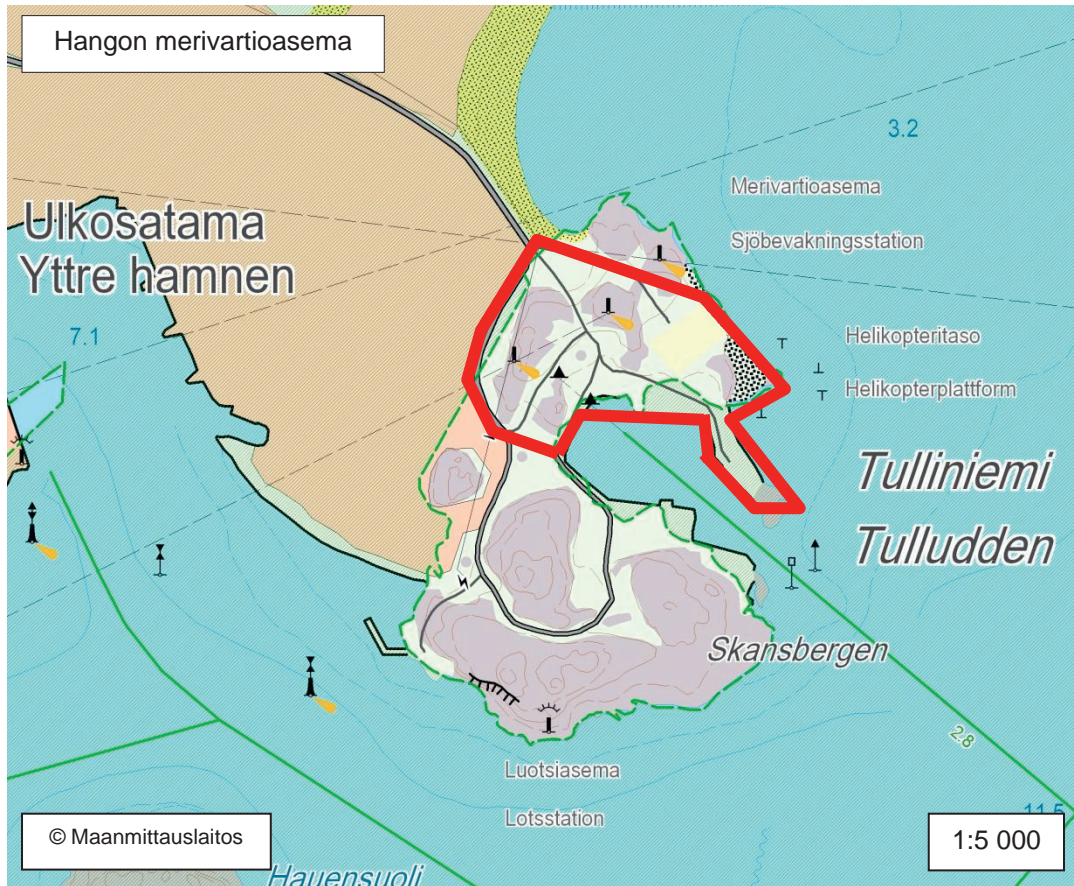 Hangon merivartioasema
3.2
Merivartioasema
Sjöbevakningsstation
Ulkosatama
Yttre hamnen
7.1
Helikopteritaso
Helikopterplattform
Tulliniemi
Tulludden
Skansbergen
2.8
Luotsiasema
Lotsstation
11.5
© Maanmittauslaitos
1:5 000
Hauensuoli